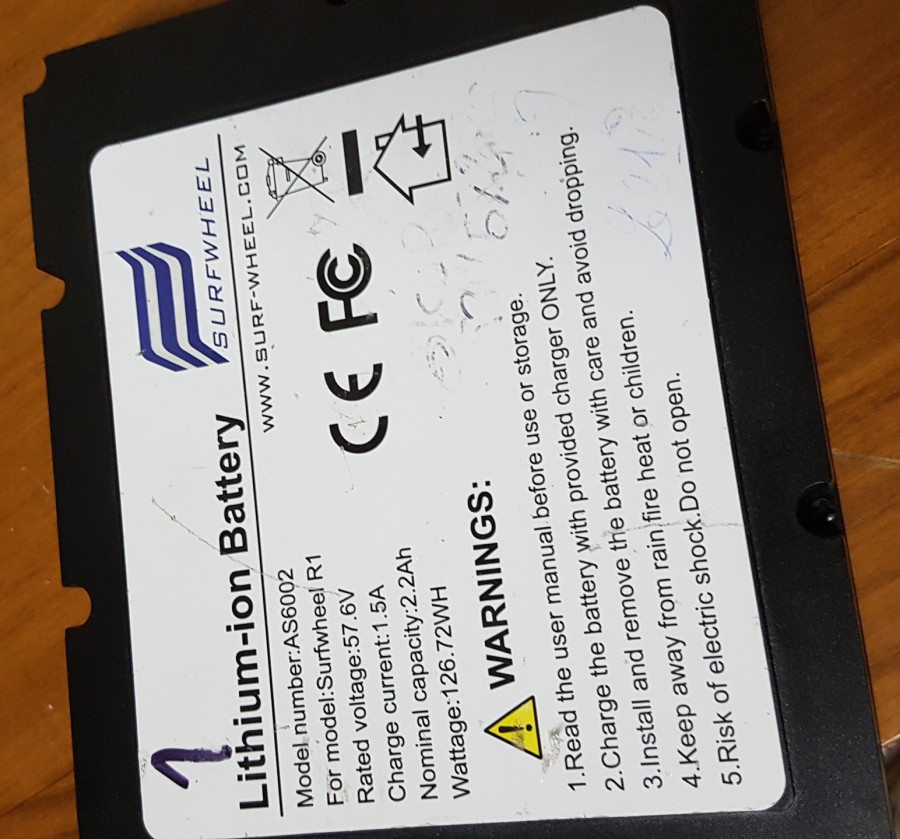 1
SURFWHEEL
Lithium-ion Battery
WWW.SURF-WHEEL.COM
Model number:AS6002
For model:Surfwheel R1
Rated voltage:57.6V
Charge current:1.5A
Nominal capacity:2.2Ah
Wattage:126.72WH
CE FC
WARNINGS:
1.Read the user manual before use or storage.
2.Charge the battery with provided charger ONLY.
3.Install and remove the battery with care and avoid dropping.
4.Keep away from rain fire heat or children.
5.Risk of electric shock.Do not open.